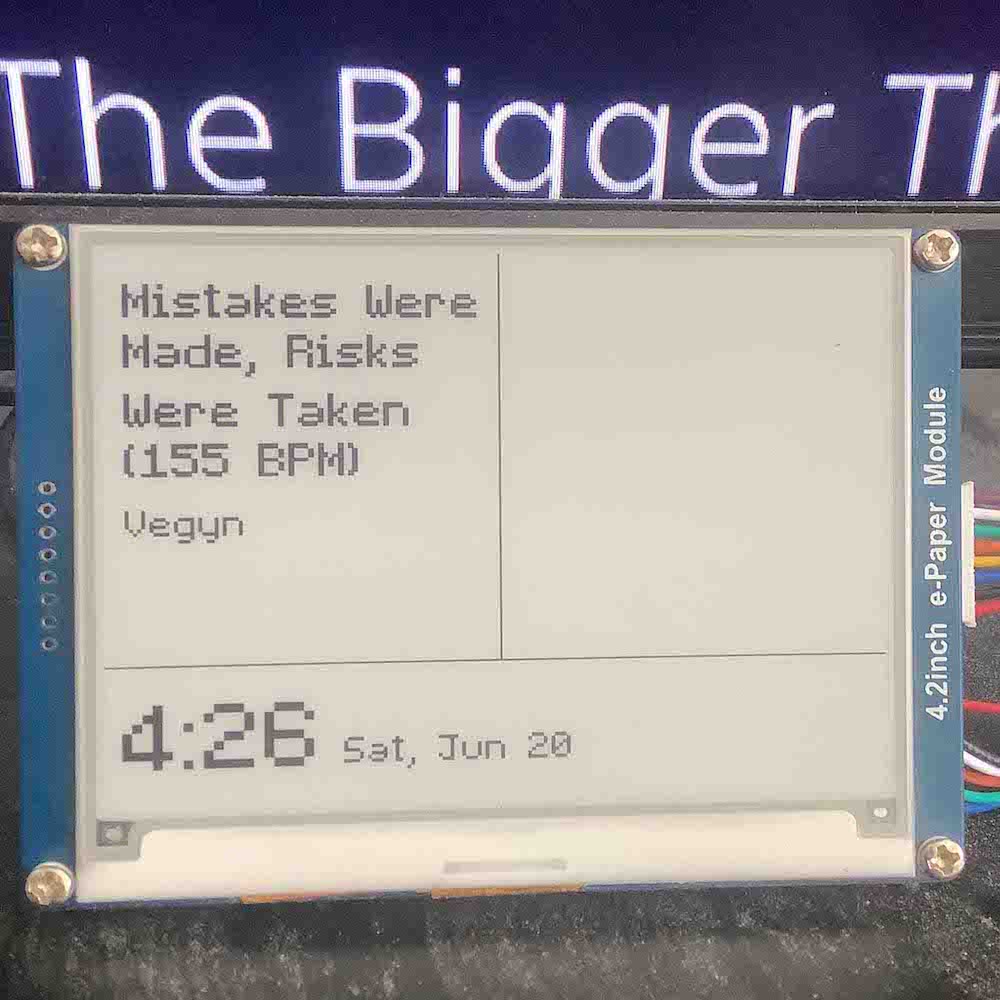 The Bigger Th
Mistakes Were
Made, Risks
Were Taken
(155 BPM)
Vegyn
4:26 Sat, Jun 20
4.2inch e-Paper Module